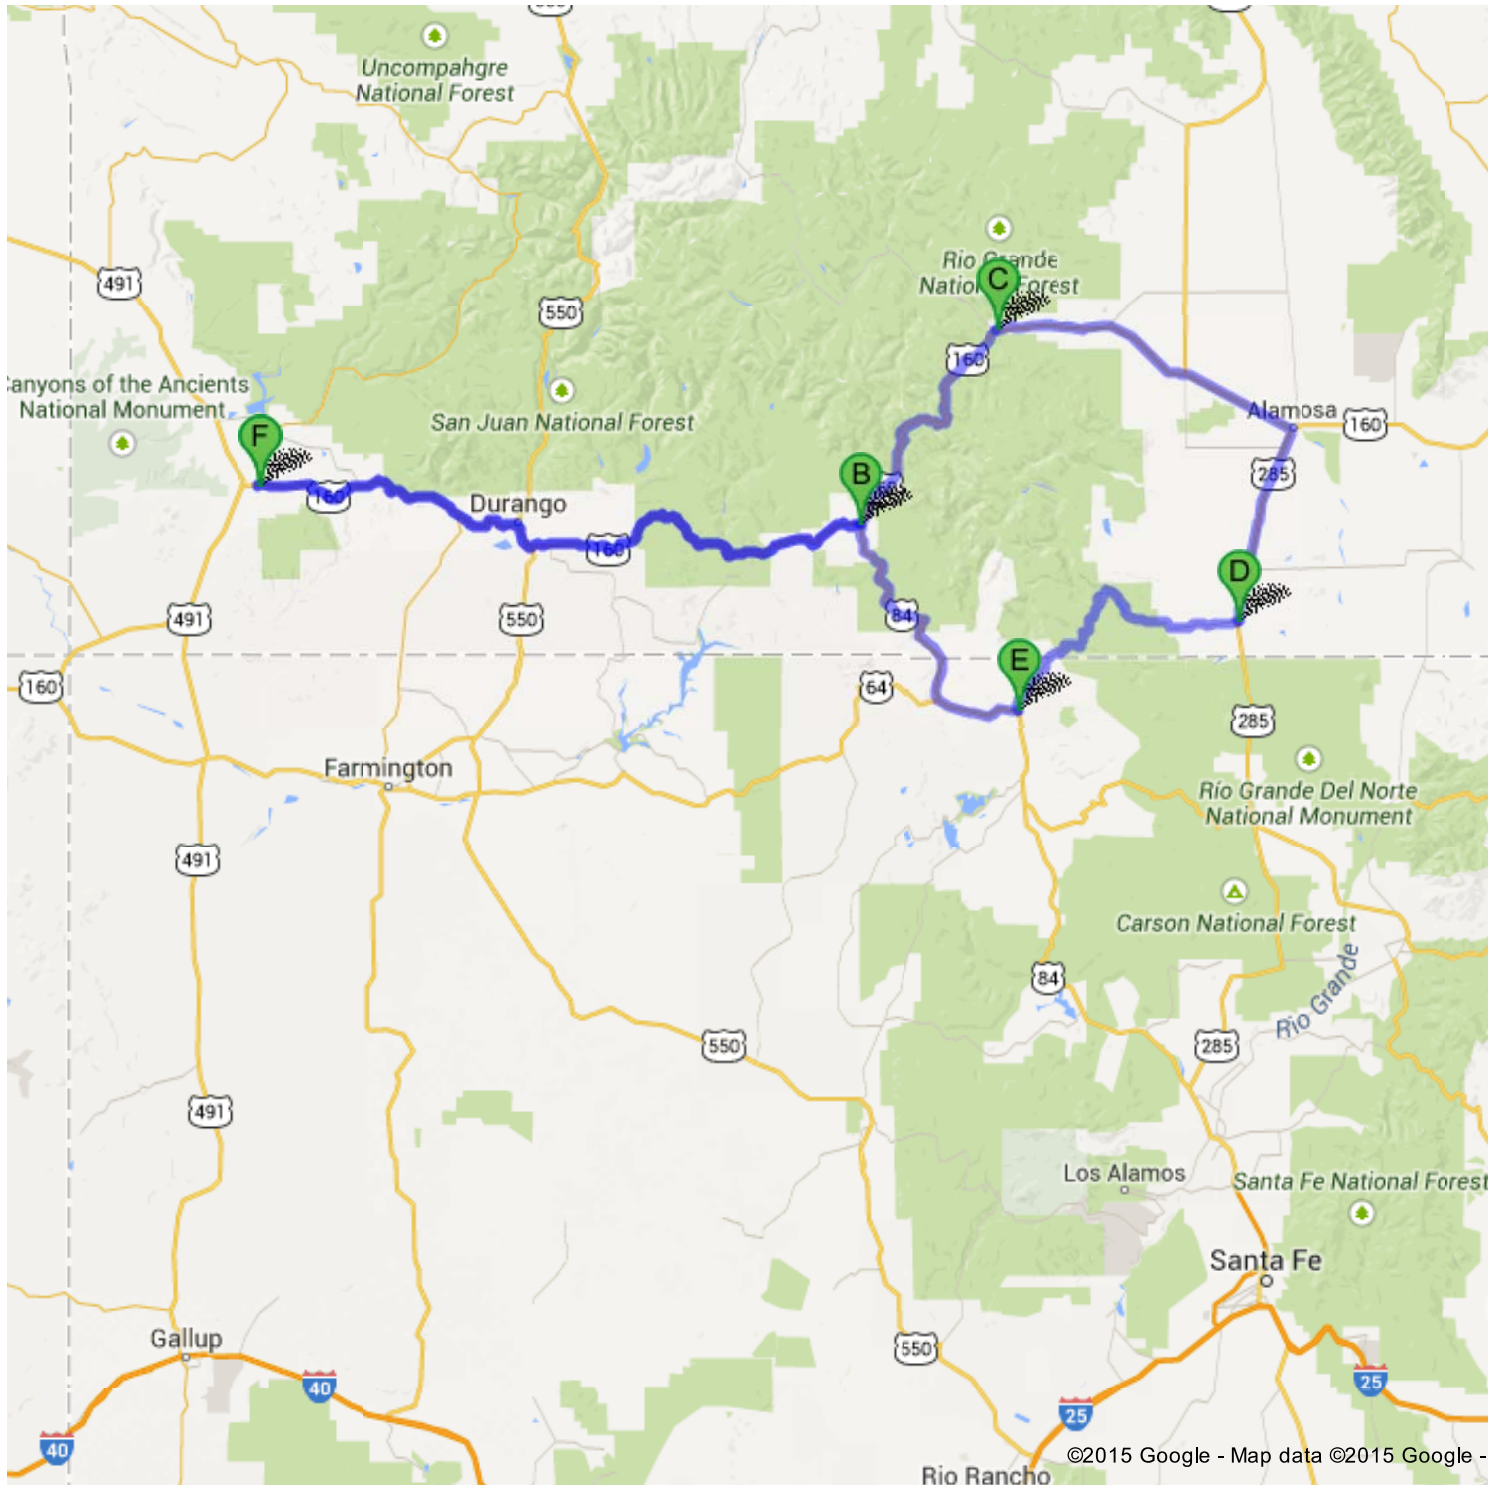 Uncompahgre
National Forest
491
550
Rio Grande
National Forest
C
160
Canyons of the Ancients
National Monument
San Juan National Forest
Alamosa
160
F
B
285
160
Durango
160
D
491
550
84
E
160
64
285
Farmington
Río Grande Del Norte
National Monument
491
Carson National Forest
84
Rio Grande
550
285
491
Los Alamos
Santa Fe National Forest
Santa Fe
Gallup
550
40
25
25
40
©2015 Google - Map data ©2015 Google -
Rio Rancho